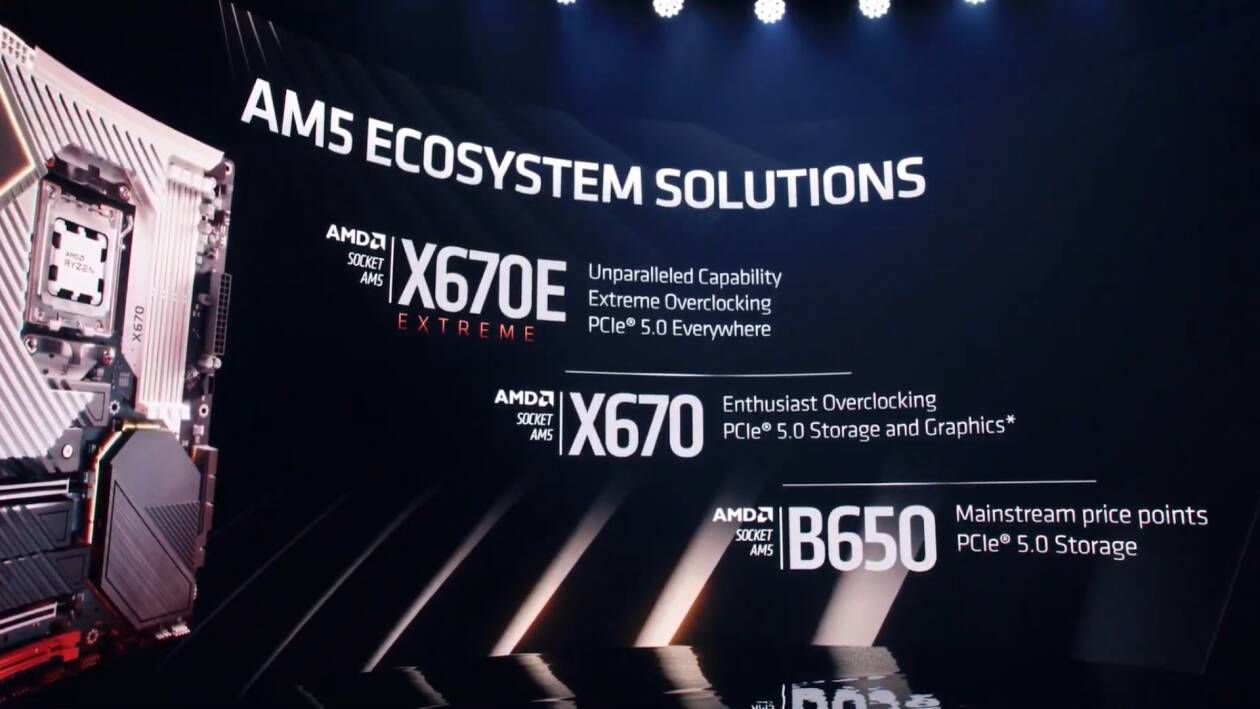 AM5 ECOSYSTEM SOLUTIONS
AMD
SOCKET
AM5
X670E
EXTREME
Unparalleled Capability
Extreme Overclocking
PCIe® 5.0 Everywhere
AMD
SOCKET
AM5
X670
Enthusiast Overclocking
PCIe® 5.0 Storage and Graphics*
AMD
SOCKET
AM5
B650
Mainstream price points
PCIe® 5.0 Storage
AMD
RYZEN
X670